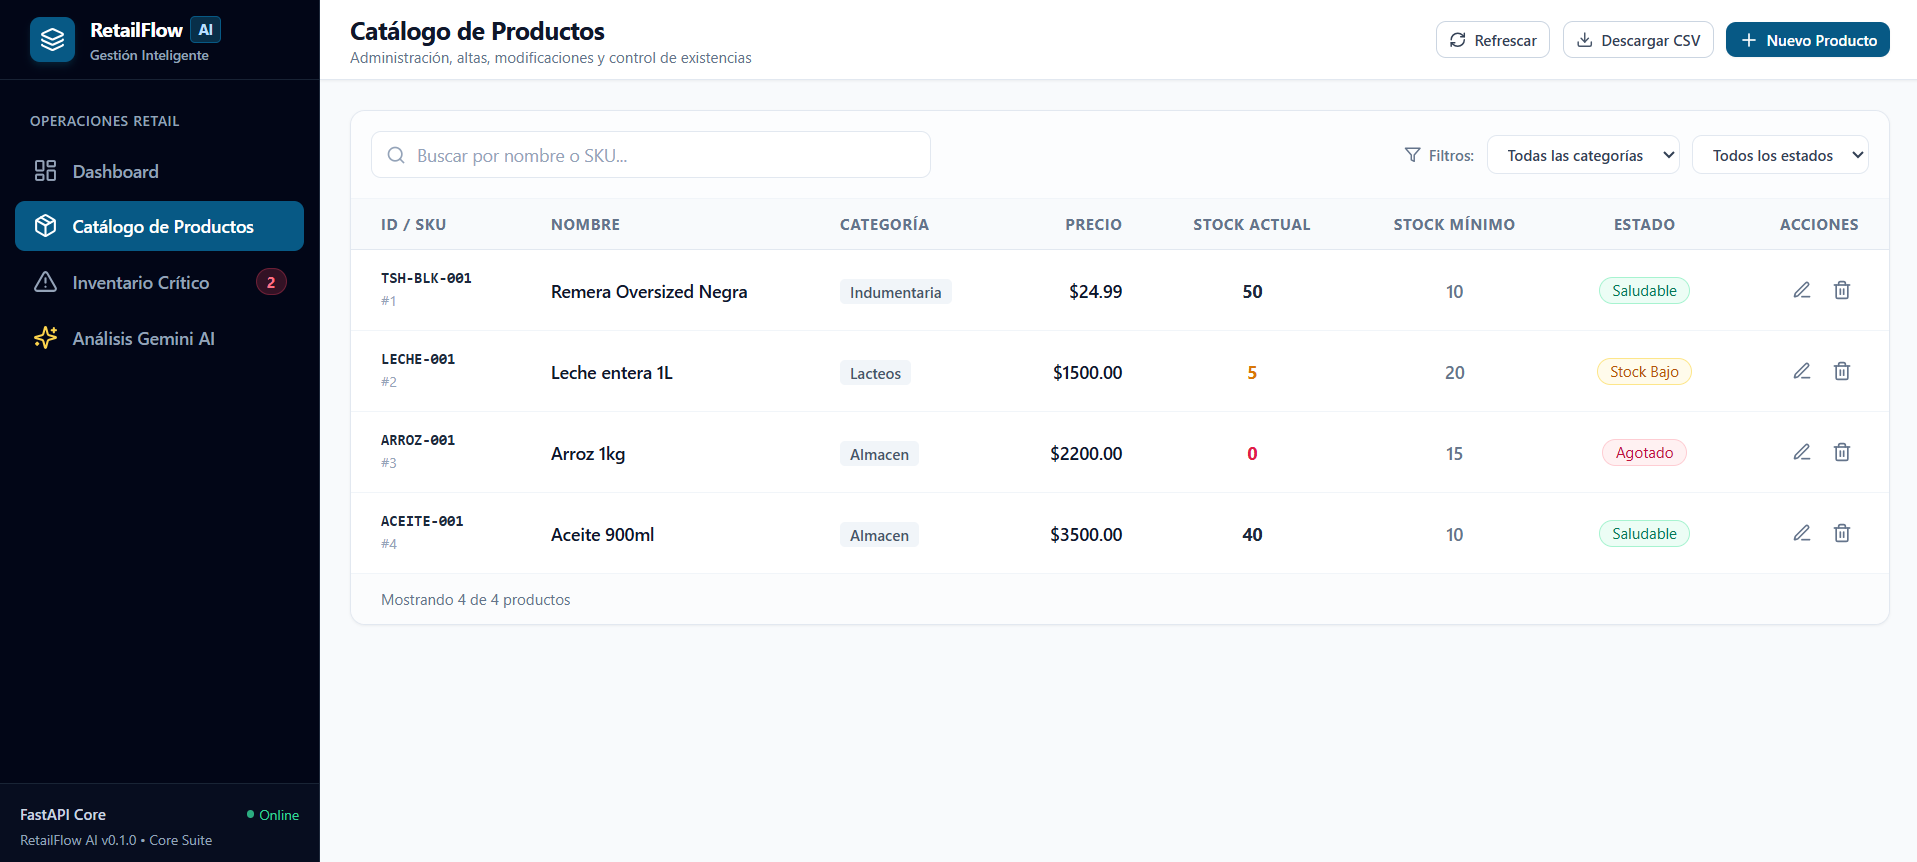 RetailFlow AI
Gestión Inteligente
OPERACIONES RETAIL
Dashboard
Catálogo de Productos
Inventario Crítico 2
Análisis Gemini AI
FastAPI Core Online
RetailFlow AI v0.1.0 • Core Suite
Catálogo de Productos
Administración, altas, modificaciones y control de existencias
Refrescar Descargar CSV Nuevo Producto
Buscar por nombre o SKU... Filtros: Todas las categorías Todos los estados
ID / SKU NOMBRE CATEGORÍA PRECIO STOCK ACTUAL STOCK MÍNIMO ESTADO ACCIONES
TSH-BLK-001
#1 Remera Oversized Negra Indumentaria $24.99 50 10 Saludable
LECHE-001
#2 Leche entera 1L Lacteos $1500.00 5 20 Stock Bajo
ARROZ-001
#3 Arroz 1kg Almacen $2200.00 0 15 Agotado
ACEITE-001
#4 Aceite 900ml Almacen $3500.00 40 10 Saludable
Mostrando 4 de 4 productos